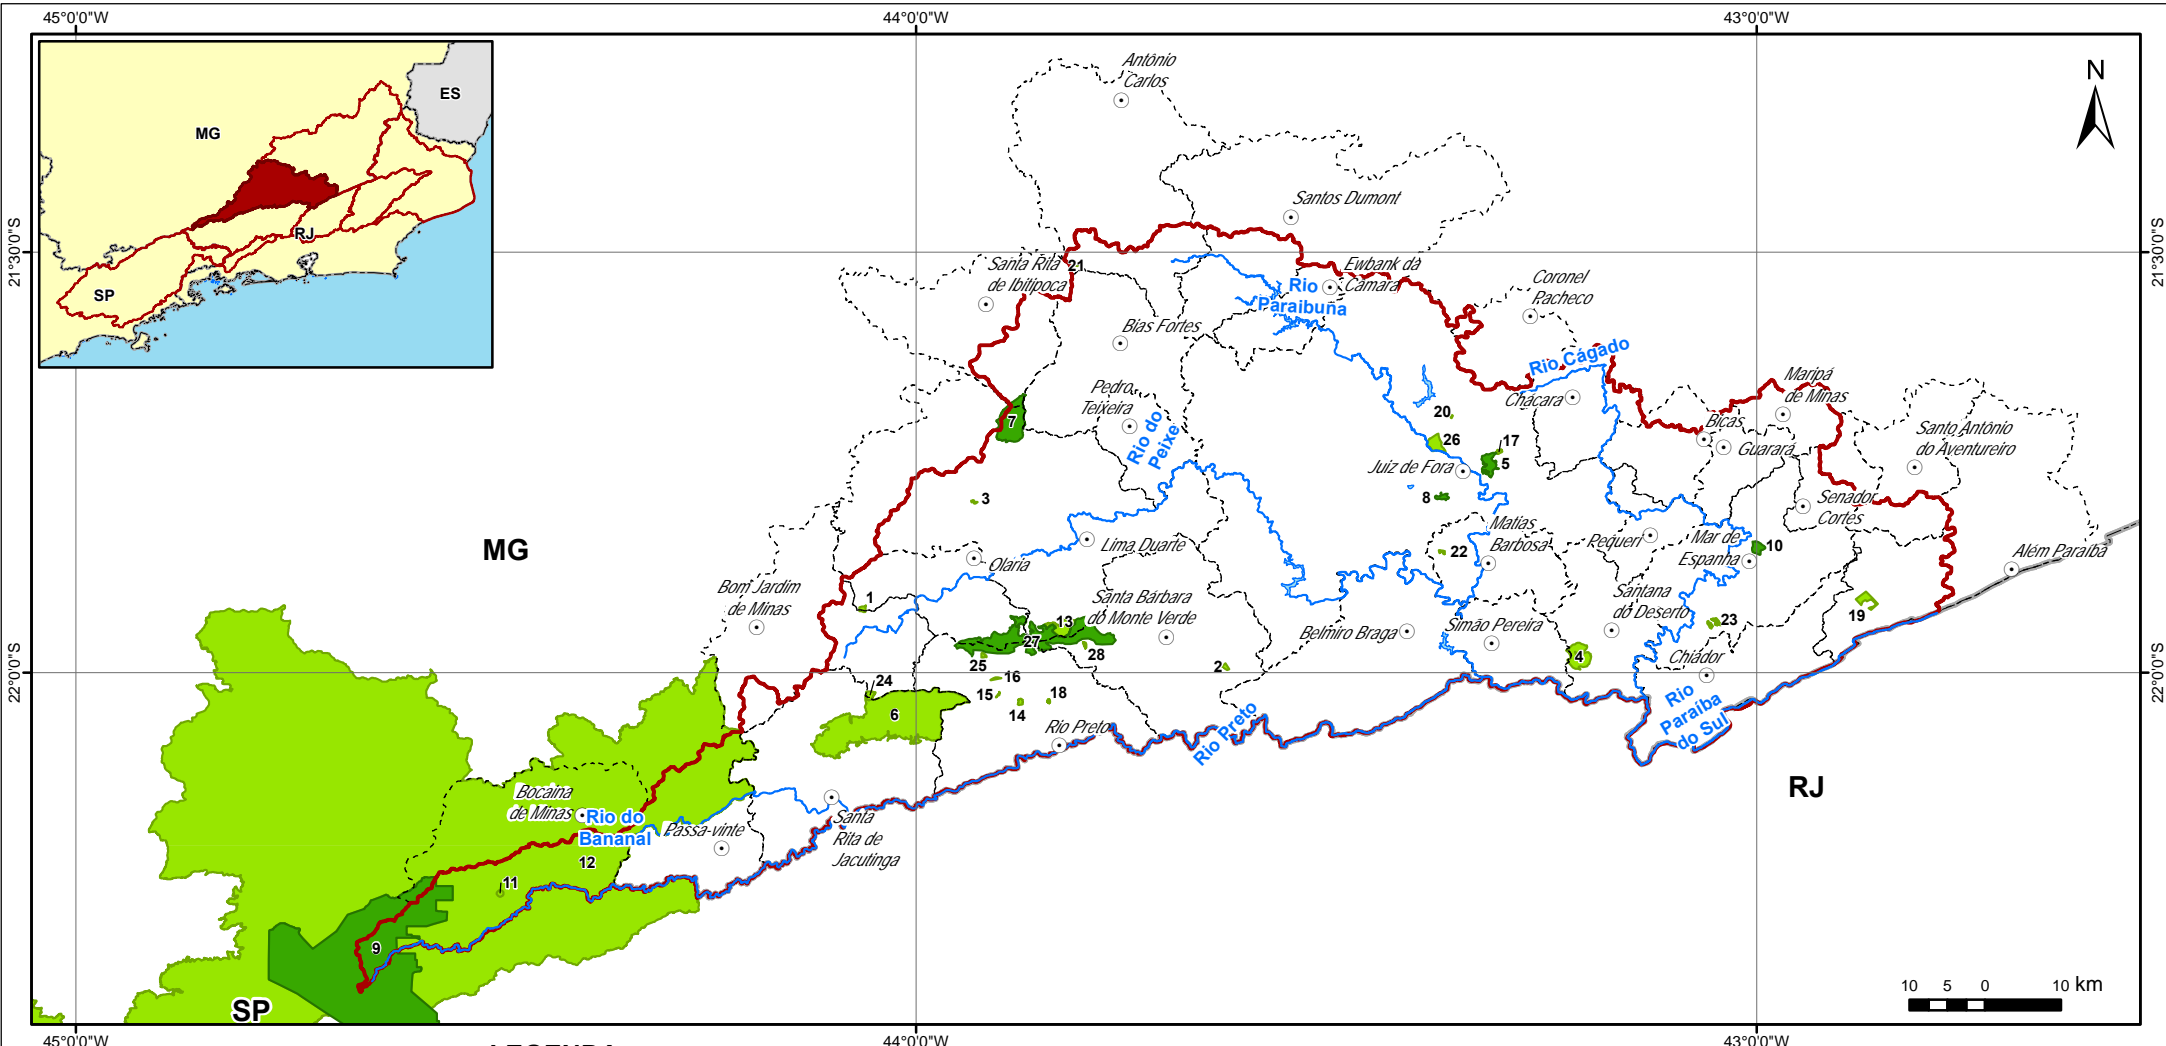 45°0'0"W
44°0'0"W
43°0'0"W
ES
MG
RJ
SP
N
21°30'0"S
21°30'0"S
22°0'0"S
22°0'0"S
Antônio
Carlos
Santos Dumont
Santa Rita
de Ibitipoca
21
Ewbank da
Câmara
Rio
Paraibuna
Coronel
Pacheco
Bias Fortes
Rio Cágado
Pedro
Teixeira
Rio do
Peixe
Chácara
Maripá
de Minas
Bicas
Guarará
Santo Antônio
do Aventureiro
7
20
26
17
5
Juiz de Fora
8
3
Senador
Cortes
Matias
Barbosa
22
Pequeri
Mar de
Espanha
10
Além Paraíba
MG
Lima Duarte
Olaria
Bom Jardim
de Minas
1
Santa Bárbara
do Monte Verde
13
27
28
25
Belmiro Braga
Simão Pereira
Santana
do Deserto
23
19
4
Chiador
2
24
16
15
14
18
6
Rio Preto
Rio Preto
Rio
Paraíba
do Sul
RJ
Bocaina
de Minas
Rio do
Bananal
Passa-vinte
Santa
Rita de
Jacutinga
12
11
9
SP
10 5 0 10 km
45°0'0"W
44°0'0"W
43°0'0"W
LEGENDA